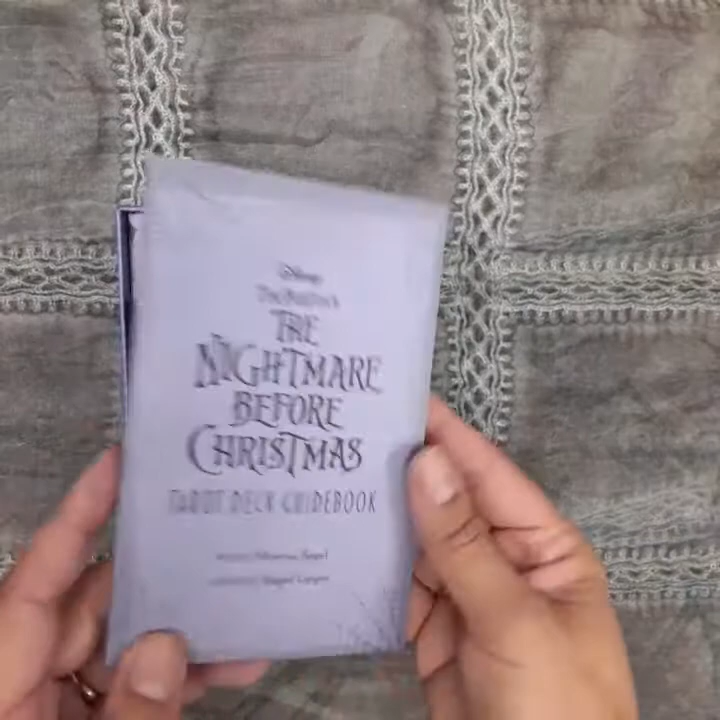 Disney
Tim Burton's
THE
NIGHTMARE
BEFORE
CHRISTMAS
TAROT DECK GUIDEBOOK